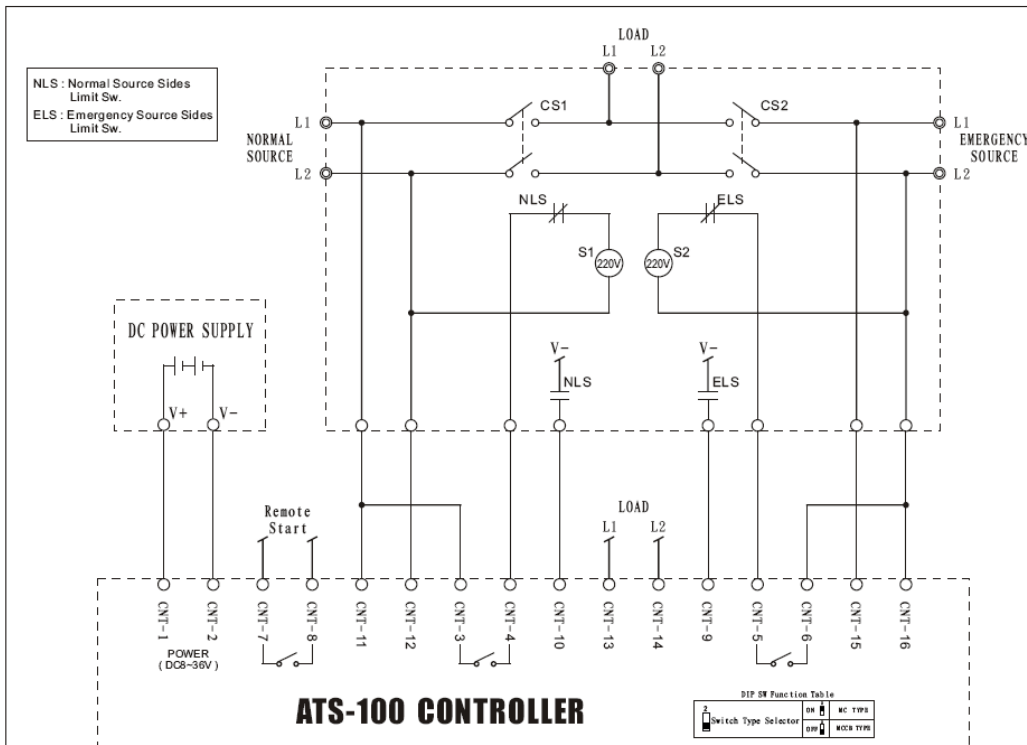 LOAD
L1 L2
NLS : Normal Source Sides
Limit Sw.
ELS : Emergency Source Sides
Limit Sw.
CS1
CS2
L1
NORMAL
SOURCE
L2
L1
EMERGENCY
SOURCE
L2
NLS
ELS
S1
220V
220V
S2
DC POWER SUPPLY
V+
V-
V-
NLS
V-
ELS
Remote
Start
LOAD
L1 L2
CNT-1
CNT-2
CNT-7
CNT-8
CNT-11
CNT-12
CNT-3
CNT-4
CNT-10
CNT-13
CNT-14
CNT-9
CNT-5
CNT-6
CNT-15
CNT-16
POWER
( DC8~36V )
ATS-100 CONTROLLER
DIP SW Function Table
2
Switch Type Selector
ON
MC TYPE
OFF
MCCB TYPE